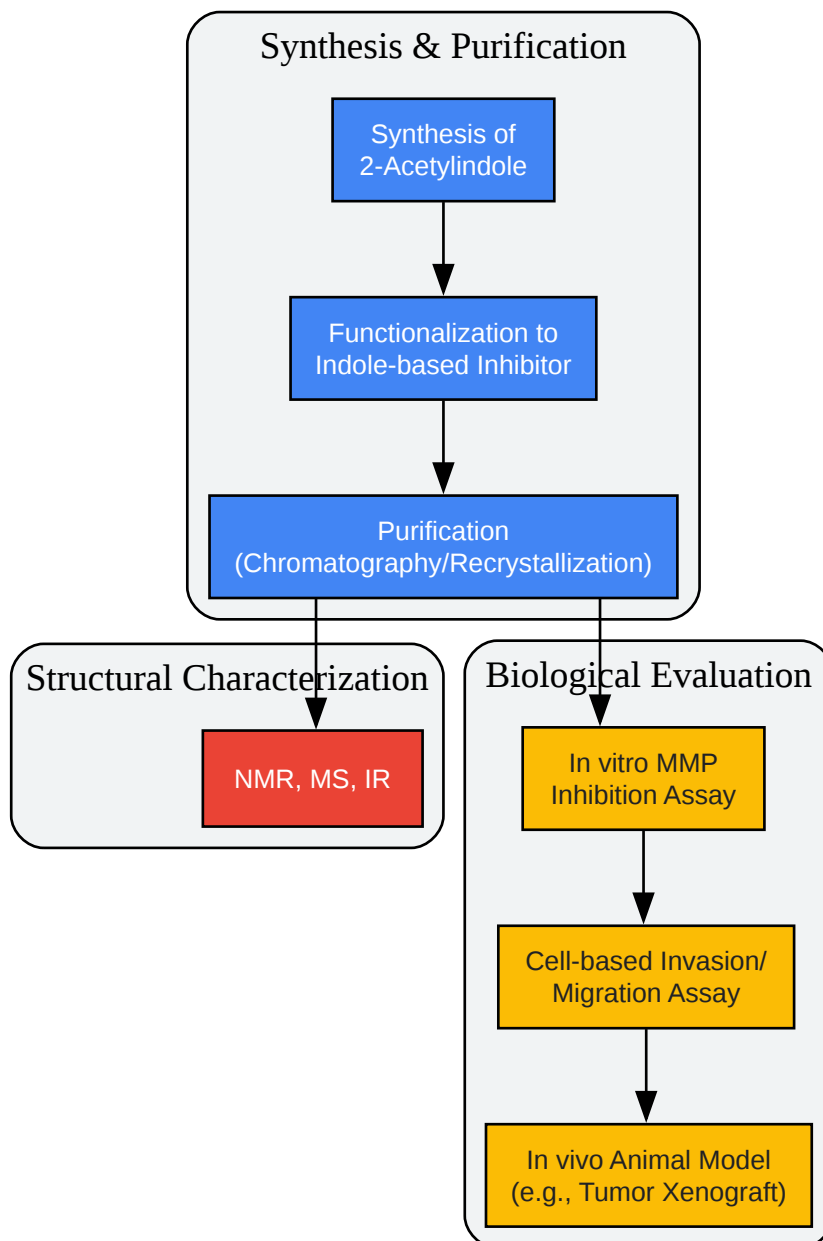 Synthesis & Purification
Synthesis of
2-Acetylindole
Functionalization to
Indole-based Inhibitor
Purification
(Chromatography/Recrystallization)
Structural Characterization
NMR, MS, IR
Biological Evaluation
In vitro MMP
Inhibition Assay
Cell-based Invasion/
Migration Assay
In vivo Animal Model
(e.g., Tumor Xenograft)